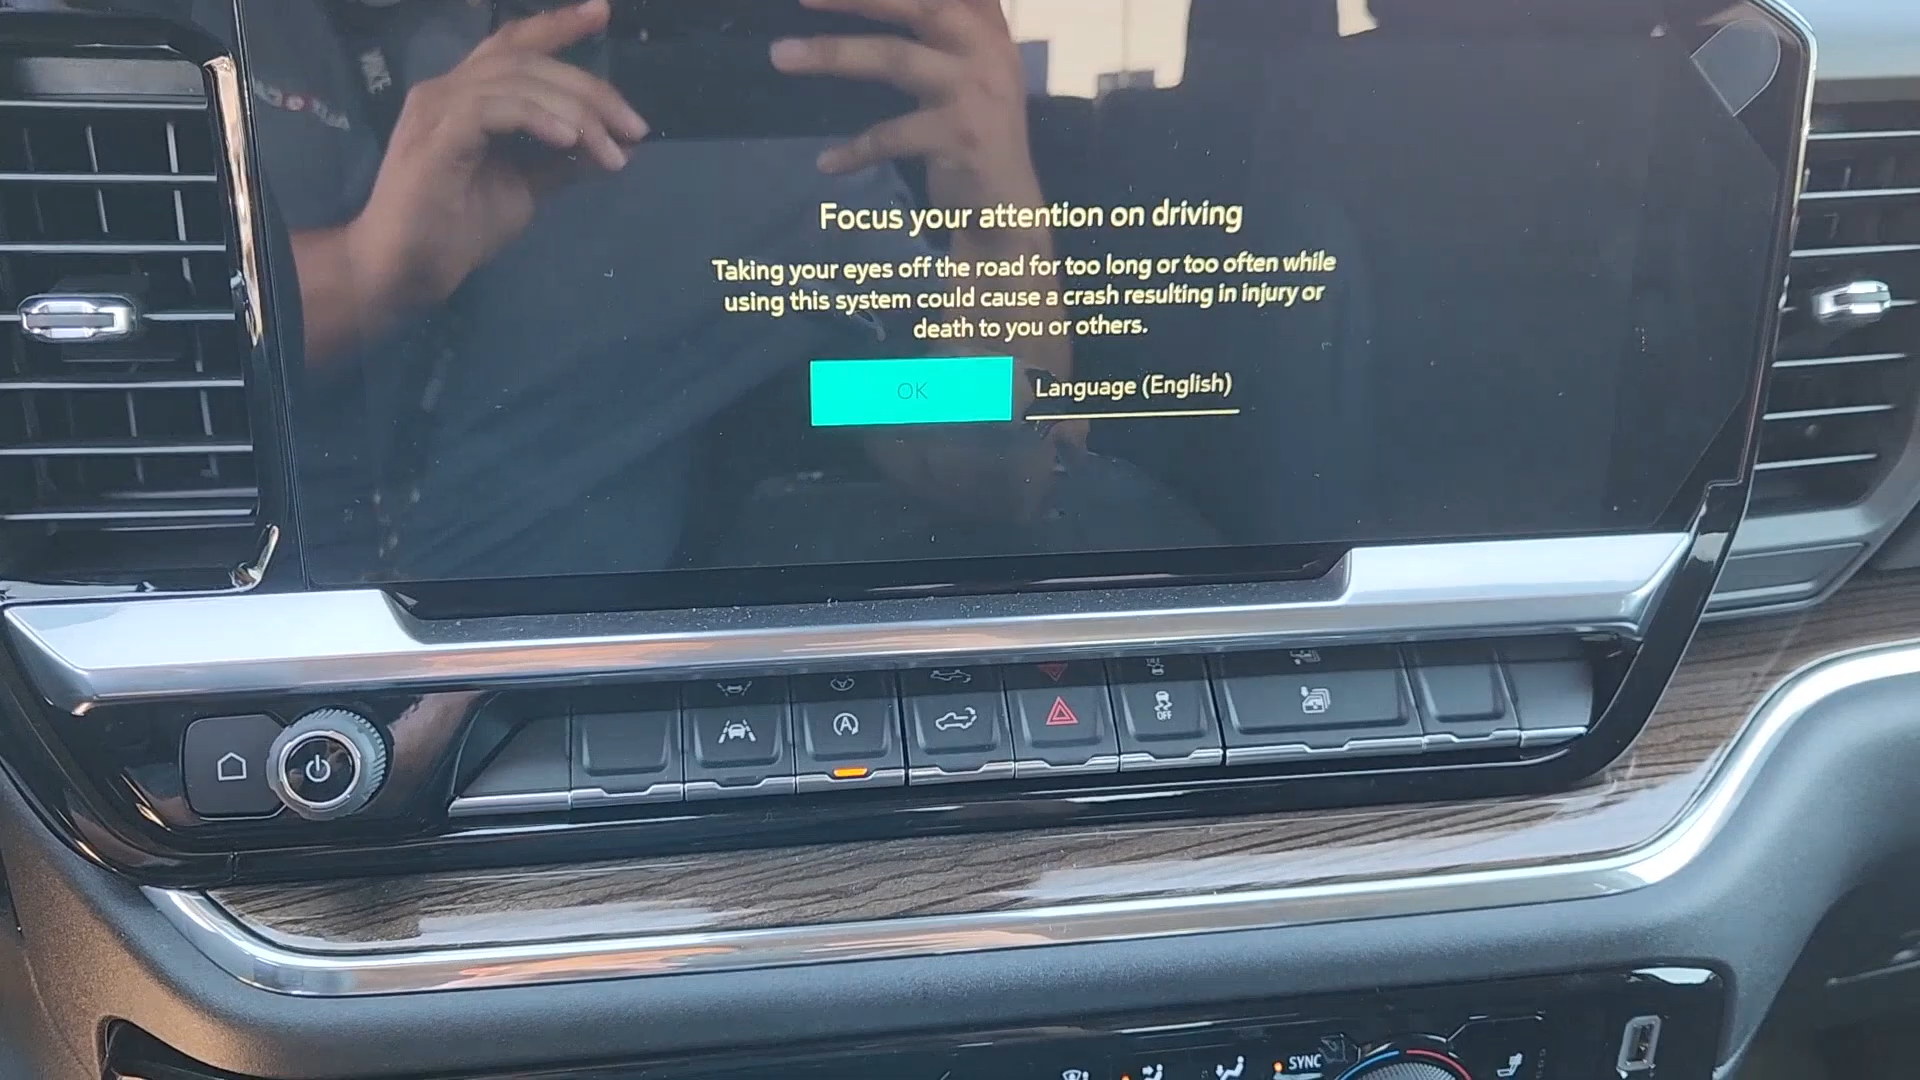 Focus your attention on driving
Taking your eyes off the road for too long or too often while
using this system could cause a crash resulting in injury or
death to you or others.
OK
Language (English)
A
OFF
SYNC